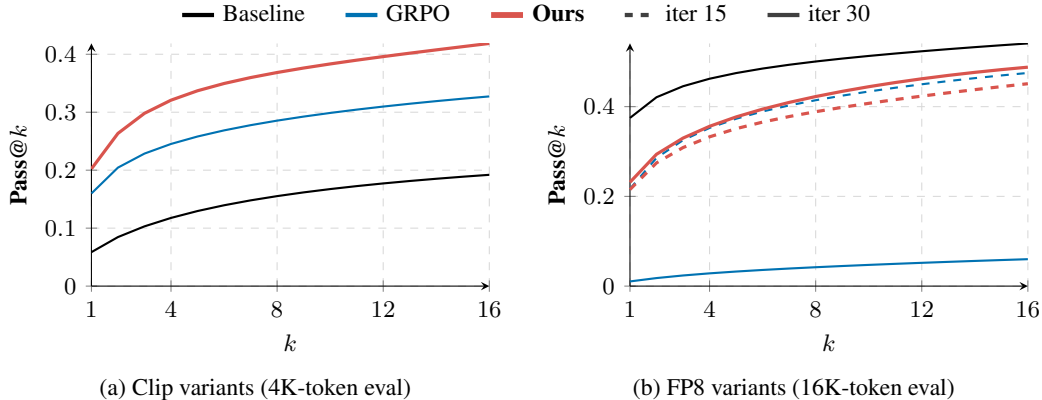 Baseline GRPO Ours iter 15 iter 30
0.4
0.3
0.2
0.1
0
Pass@k
1 4 8 12 16
k
(a) Clip variants (4K-token eval)
0.4
0.2
0
Pass@k
1 4 8 12 16
k
(b) FP8 variants (16K-token eval)